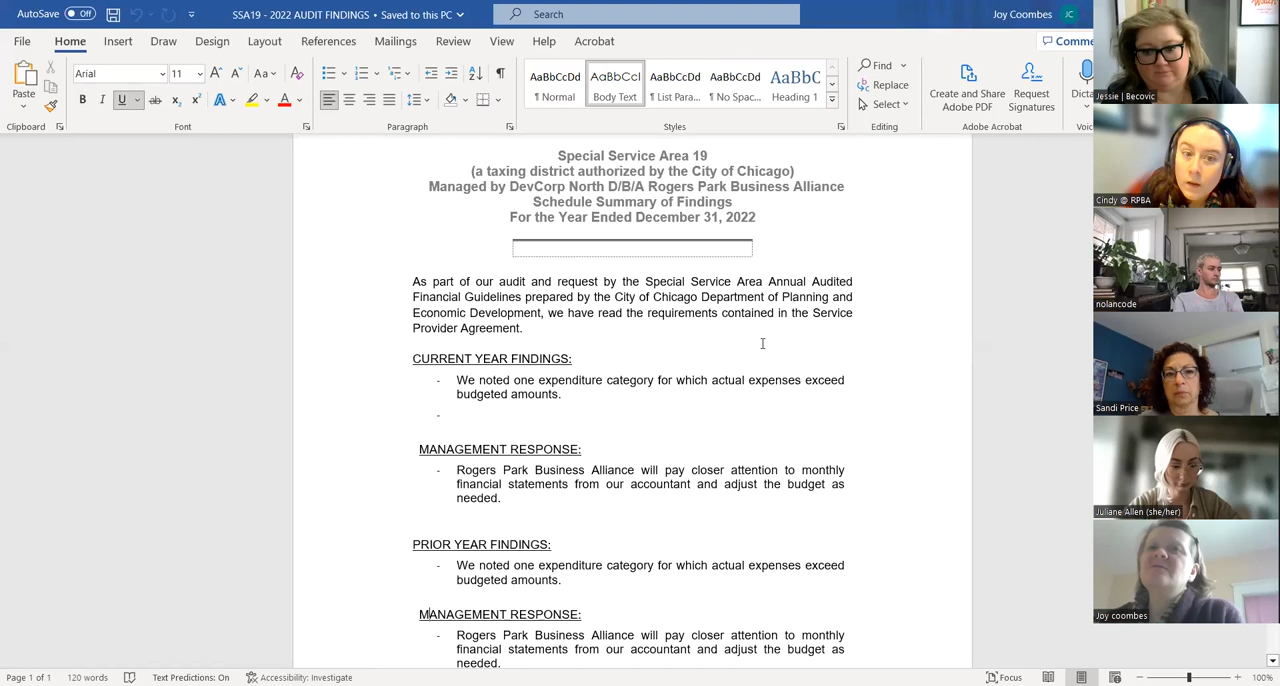 AutoSave Off SSA19 - 2022 AUDIT FINDINGS • Saved to this PC Search Joy Coombes JC
File Home Insert Draw Design Layout References Mailings Review View Help Acrobat Comme
Paste Arial 11 Aa
AaBbCcDd AaBbCcI AaBbCcDd AaBbCcDd AaBbC
¶ Normal Body Text ¶ List Para... ¶ No Spac... Heading 1
Find
Replace
Select
Create and Share Adobe PDF
Request Signatures
Dicta
Clipboard Font Paragraph Styles Editing Adobe Acrobat Voic
Special Service Area 19
(a taxing district authorized by the City of Chicago)
Managed by DevCorp North D/B/A Rogers Park Business Alliance
Schedule Summary of Findings
For the Year Ended December 31, 2022
As part of our audit and request by the Special Service Area Annual Audited
Financial Guidelines prepared by the City of Chicago Department of Planning and
Economic Development, we have read the requirements contained in the Service
Provider Agreement.
CURRENT YEAR FINDINGS:
- We noted one expenditure category for which actual expenses exceed
budgeted amounts.
-
MANAGEMENT RESPONSE:
- Rogers Park Business Alliance will pay closer attention to monthly
financial statements from our accountant and adjust the budget as
needed.
PRIOR YEAR FINDINGS:
- We noted one expenditure category for which actual expenses exceed
budgeted amounts.
MANAGEMENT RESPONSE:
- Rogers Park Business Alliance will pay closer attention to monthly
financial statements from our accountant and adjust the budget as
needed.
Page 1 of 1 120 words Text Predictions: On Accessibility: Investigate Focus 100%
Jessie | Becovic
Cindy @ RPBA
nolancode
Sandi Price
Juliane Allen (she/her)
Joy coombes